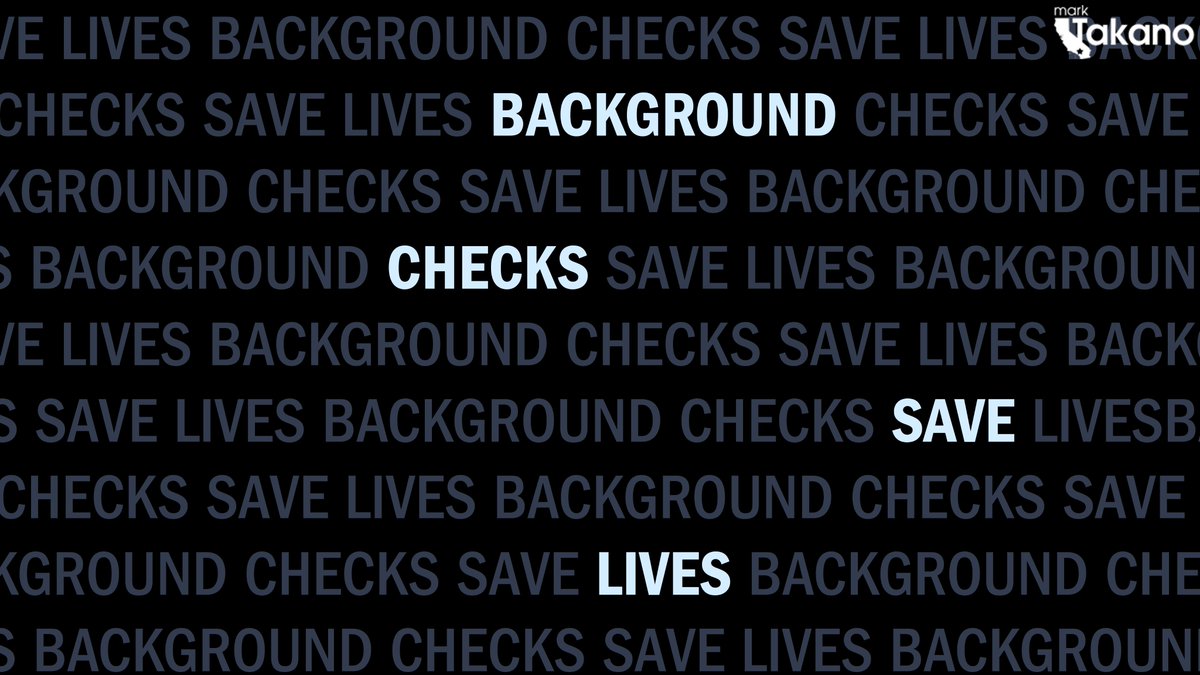 mark
Takano
VE LIVES BACKGROUND CHECKS SAVE LIVES BACKG
CHECKS SAVE LIVES BACKGROUND CHECKS SAVE
KGROUND CHECKS SAVE LIVES BACKGROUND CHE
S BACKGROUND CHECKS SAVE LIVES BACKGROUN
VE LIVES BACKGROUND CHECKS SAVE LIVES BACK
S SAVE LIVES BACKGROUND CHECKS SAVE LIVESB
CHECKS SAVE LIVES BACKGROUND CHECKS SAVE
KGROUND CHECKS SAVE LIVES BACKGROUND CHE
S BACKGROUND CHECKS SAVE LIVES BACKGROUN